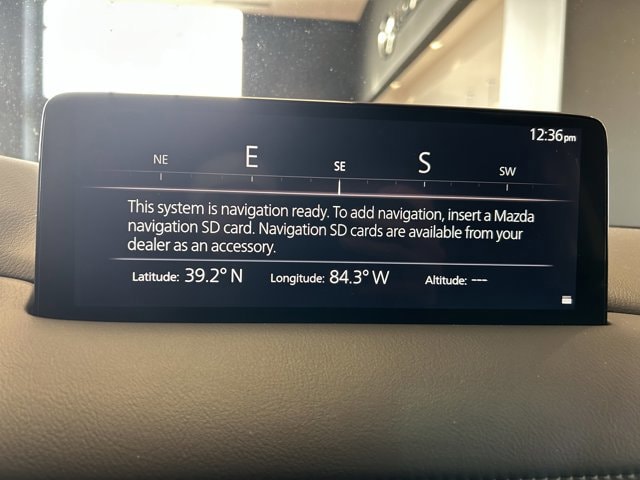 12:36pm
NE E SE S SW
This system is navigation ready. To add navigation, insert a Mazda
navigation SD card. Navigation SD cards are available from your
dealer as an accessory.
Latitude: 39.2° N Longitude: 84.3° W Altitude: ---